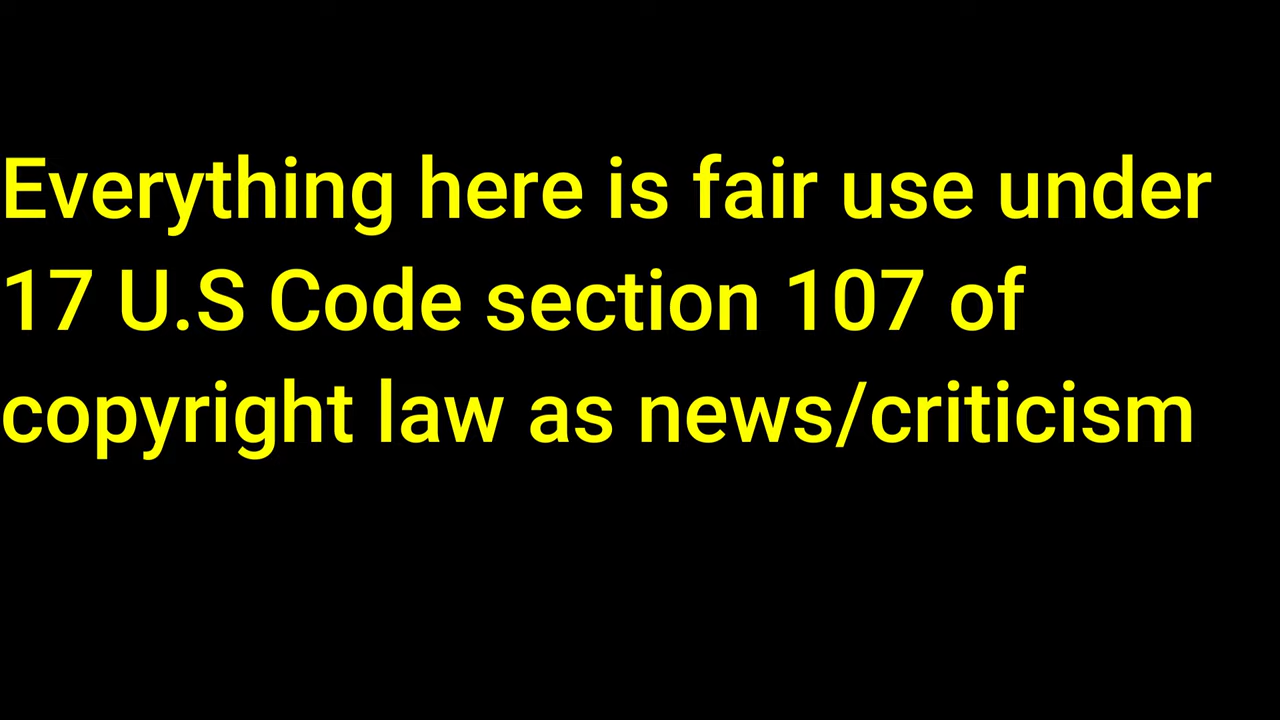 Everything here is fair use under
17 U.S Code section 107 of
copyright law as news/criticism